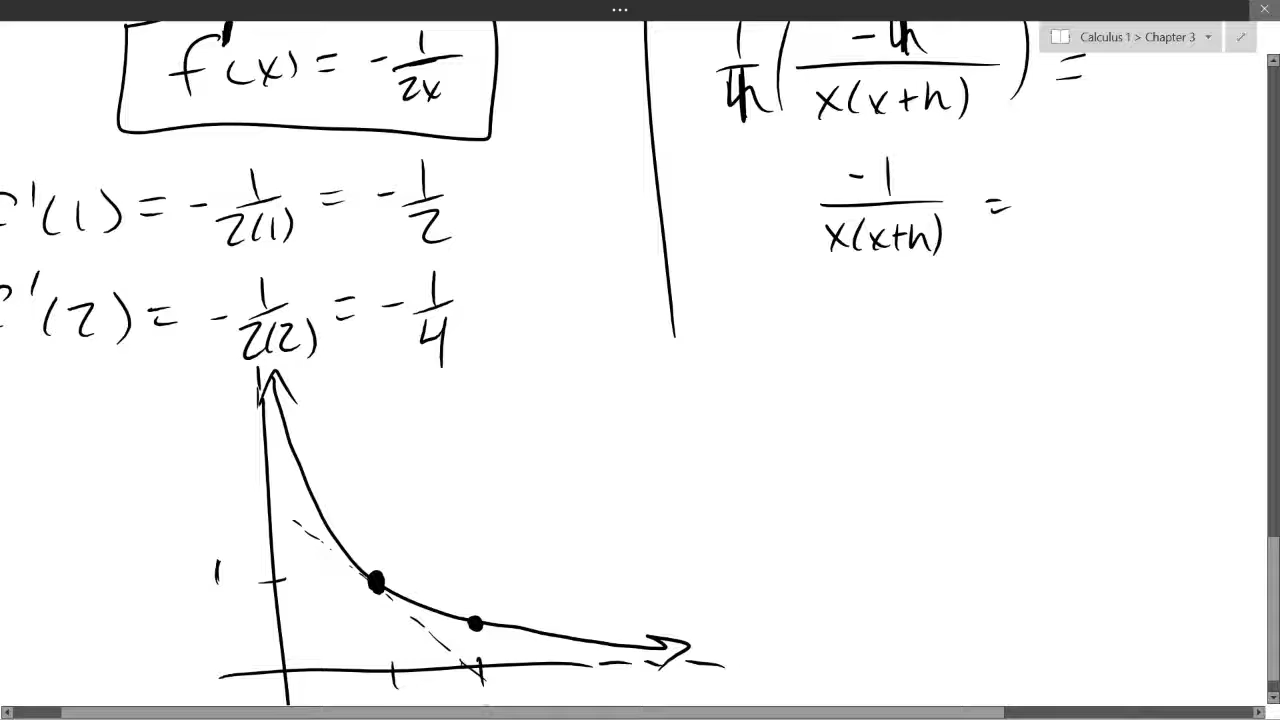 Calculus 1 > Chapter 3
f'(x) = -1/2x
f'(1) = -1/2(1) = -1/2
f'(2) = -1/2(2) = -1/4
1
1/h(-h/x(x+h)) =
-1/x(x+h) =